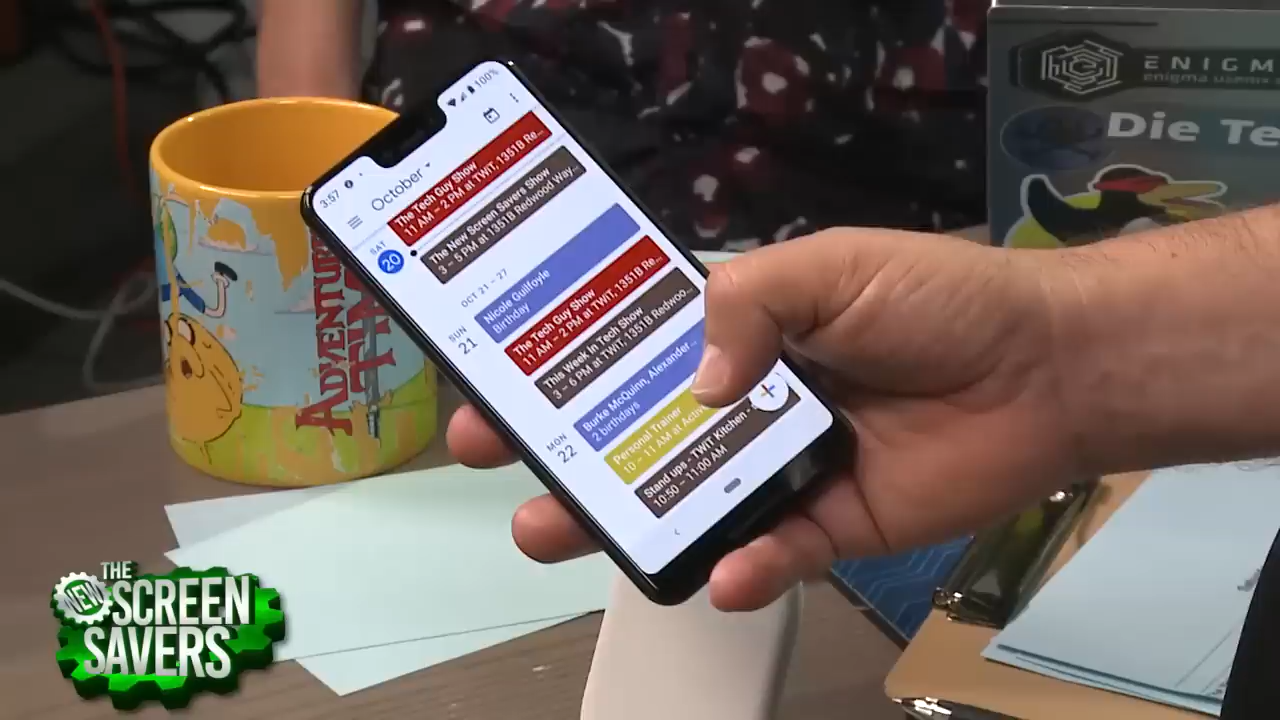 100%
3:57
October
The Tech Guy Show
11 AM – 2 PM at TWiT, 1351B Re...
SAT
20
The New Screen Savers Show
3 – 5 PM at 1351B Redwood Way,...
OCT 21 – 27
SUN
21
Nicole Guilfoyle
Birthday
The Tech Guy Show
11 AM – 2 PM at TWiT, 1351B Re...
This Week in Tech Show
3 – 6 PM at TWiT, 1351B Redwoo...
MON
22
Burke McQuinn, Alexander...
2 birthdays
Personal Trainer
10 – 11 AM at Activ
Stand ups - TWiT Kitchen -
10:50 – 11:00 AM
ADVENTURE
TIME
ENIGM
Die Te
THE
NEW
SCREEN
SAVERS